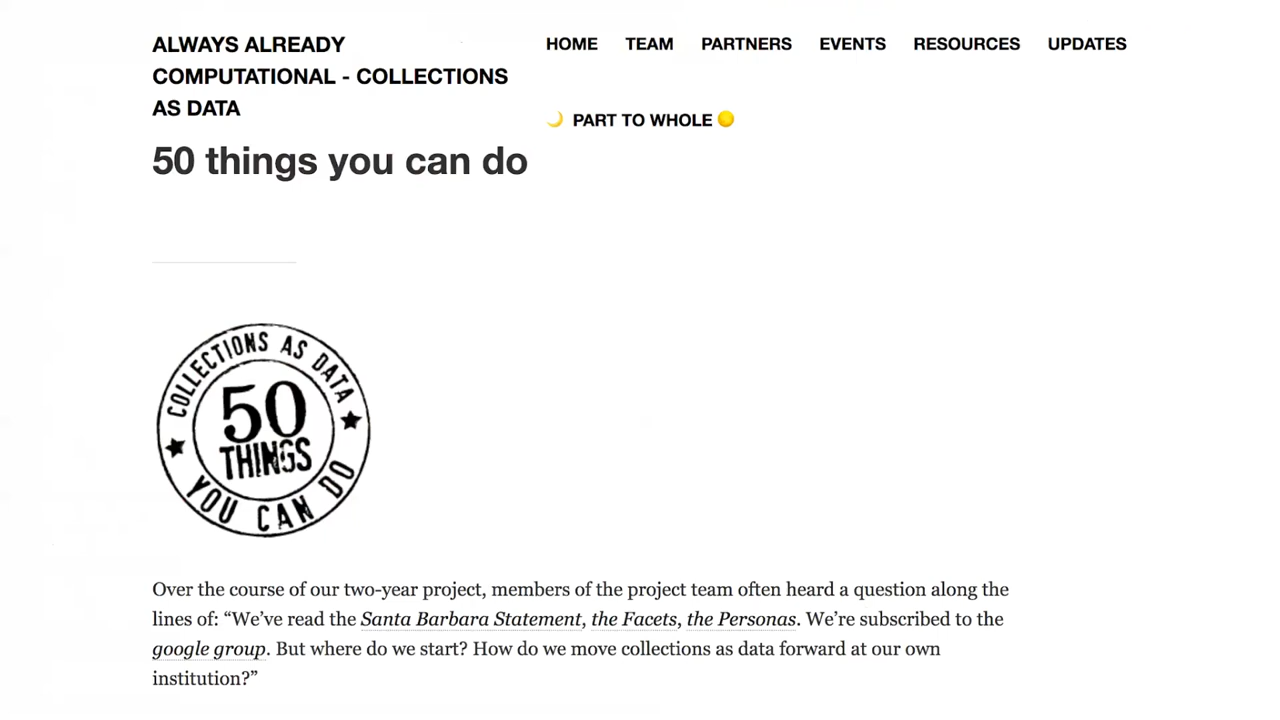 ALWAYS ALREADY
COMPUTATIONAL - COLLECTIONS
AS DATA
HOME TEAM PARTNERS EVENTS RESOURCES UPDATES
🌙 PART TO WHOLE 🌕
50 things you can do
COLLECTIONS AS DATA
50
THINGS
YOU CAN DO
Over the course of our two-year project, members of the project team often heard a question along the
lines of: “We’ve read the Santa Barbara Statement, the Facets, the Personas. We’re subscribed to the
google group. But where do we start? How do we move collections as data forward at our own
institution?”